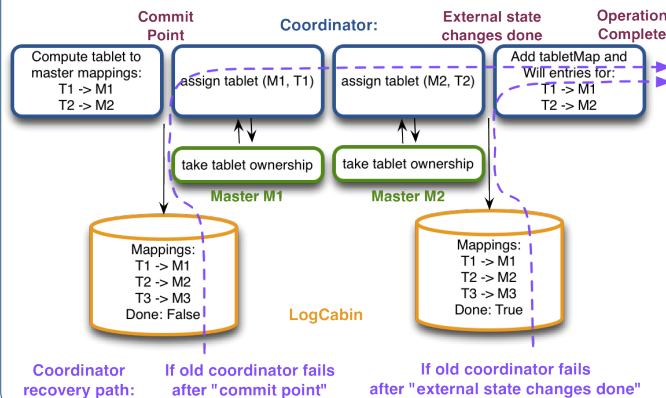 Commit
Point
Coordinator:
External state
changes done
Operation
Complete
Compute tablet to
master mappings:
T1 -> M1
T2 -> M2
assign tablet (M1, T1)
assign tablet (M2, T2)
Add tabletMap and
Will entries for:
T1 -> M1
T2 -> M2
take tablet ownership
take tablet ownership
Master M1
Master M2
Mappings:
T1 -> M1
T2 -> M2
T3 -> M3
Done: False
Mappings:
T1 -> M1
T2 -> M2
T3 -> M3
Done: True
LogCabin
Coordinator
recovery path:
If old coordinator fails
after "commit point"
If old coordinator fails
after "external state changes done"